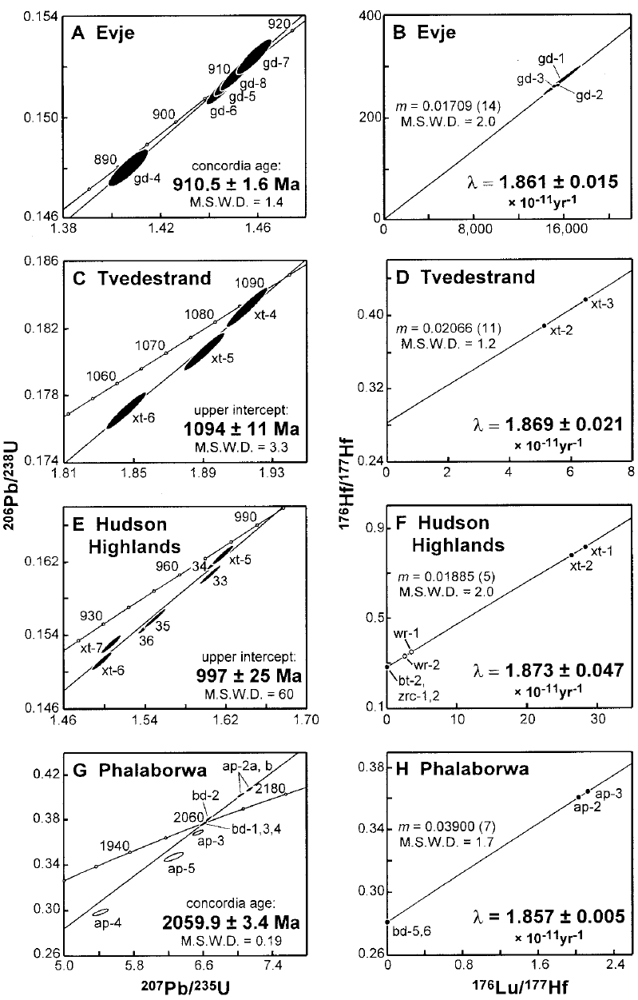 A Evje
0.154
0.150
0.146
1.38
1.42
1.46
890
900
910
920
gd-7
gd-8
gd-5
gd-6
gd-4
concordia age:
910.5 ± 1.6 Ma
M.S.W.D. = 1.4
B Evje
400
200
0
0
8,000
16,000
gd-1
gd-3
gd-2
m = 0.01709 (14)
M.S.W.D. = 2.0
λ = 1.861 ± 0.015
× 10-11yr-1
C Tvedestrand
0.186
0.182
0.178
0.174
1.81
1.85
1.89
1.93
1060
1070
1080
1090
xt-4
xt-5
xt-6
upper intercept:
1094 ± 11 Ma
M.S.W.D. = 3.3
D Tvedestrand
0.40
0.32
0.24
0
2
4
6
8
xt-3
xt-2
m = 0.02066 (11)
M.S.W.D. = 1.2
λ = 1.869 ± 0.021
× 10-11yr-1
206Pb/238U
176Hf/177Hf
E Hudson
Highlands
0.162
0.154
0.146
1.46
1.54
1.62
1.70
930
960
990
34
xt-5
33
35
36
xt-7
xt-6
upper intercept:
997 ± 25 Ma
M.S.W.D. = 60
F Hudson
Highlands
0.9
0.5
0.1
0
10
20
30
xt-1
xt-2
m = 0.01885 (5)
M.S.W.D. = 2.0
wr-1
wr-2
bt-2,
zrc-1,2
λ = 1.873 ± 0.047
× 10-11yr-1
G Phalaborwa
0.42
0.38
0.34
0.30
0.26
5.0
5.8
6.6
7.4
ap-2a, b
2180
bd-2
2060
bd-1,3,4
1940
ap-3
ap-5
ap-4
concordia age:
2059.9 ± 3.4 Ma
M.S.W.D. = 0.19
207Pb/235U
H Phalaborwa
0.38
0.34
0.30
0.26
0
0.8
1.6
2.4
ap-3
ap-2
m = 0.03900 (7)
M.S.W.D. = 1.7
bd-5,6
λ = 1.857 ± 0.005
× 10-11yr-1
176Lu/177Hf